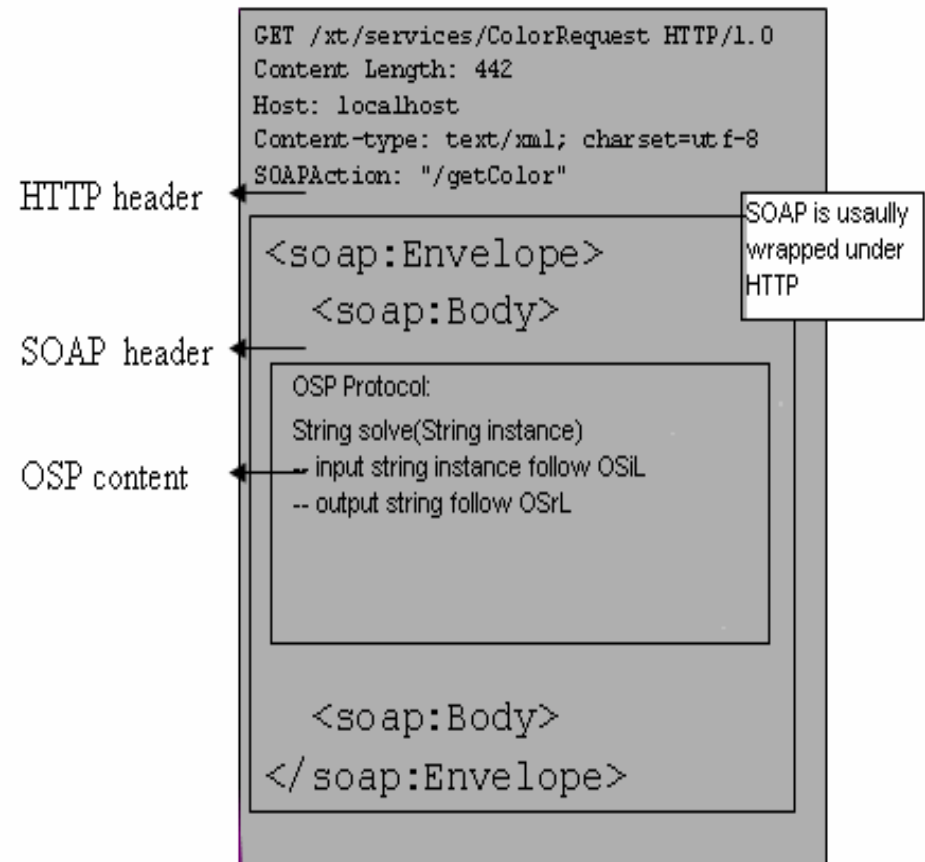 GET /xt/services/ColorRequest HTTP/1.0
Content Length: 442
Host: localhost
Content-type: text/xml; charset=utf-8
SOAPAction: "/getColor"
HTTP header
SOAP is usaully
wrapped under
HTTP
<soap:Envelope>
<soap:Body>
SOAP header
OSP Protocol:
String solve(String instance)
-- input string instance follow OSiL
OSP content
-- output string follow OSrL
<soap:Body>
</soap:Envelope>